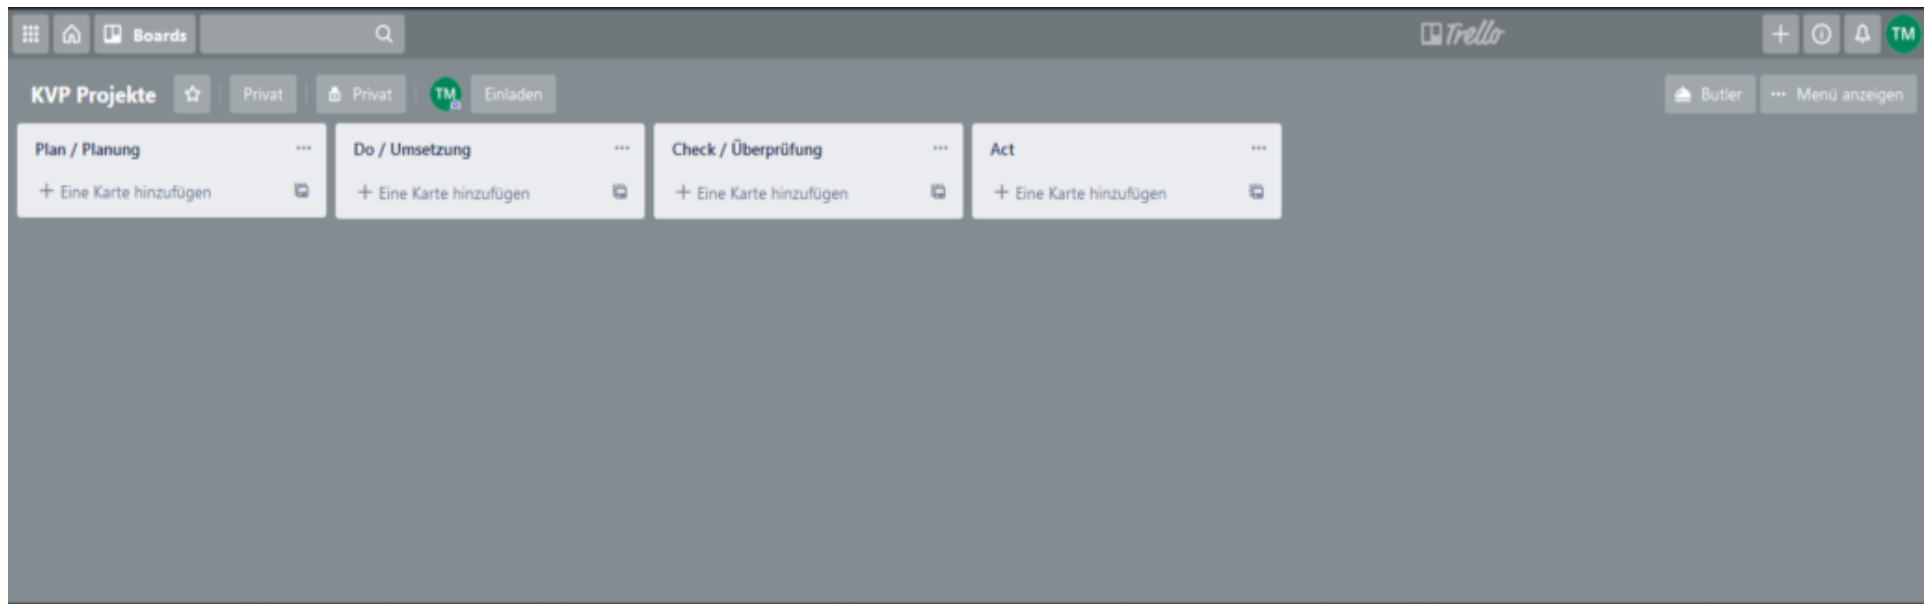 Boards
Trello
TM
KVP Projekte
Privat
Privat
TM
Einladen
Butler
··· Menü anzeigen
Plan / Planung
···
+ Eine Karte hinzufügen
Do / Umsetzung
···
+ Eine Karte hinzufügen
Check / Überprüfung
···
+ Eine Karte hinzufügen
Act
···
+ Eine Karte hinzufügen